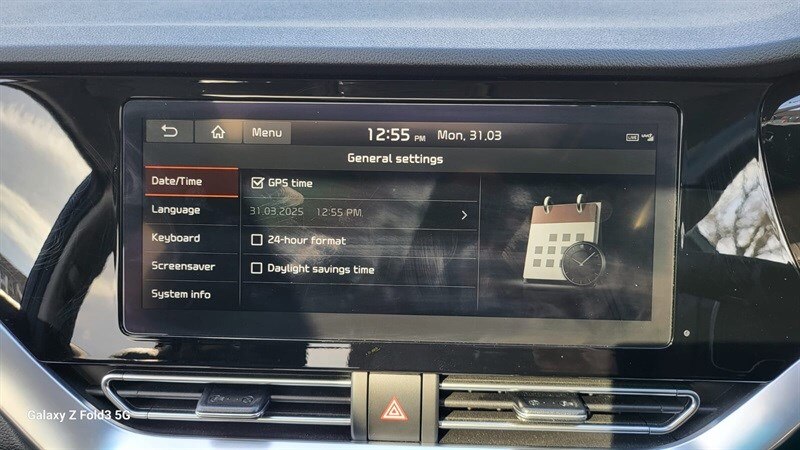 Menu 12:55 PM Mon, 31.03 LIVE
General settings
Date/Time
GPS time
Language
31.03.2025 12:55 PM
Keyboard
24-hour format
Screensaver
Daylight savings time
System info
Galaxy Z Fold3 5G